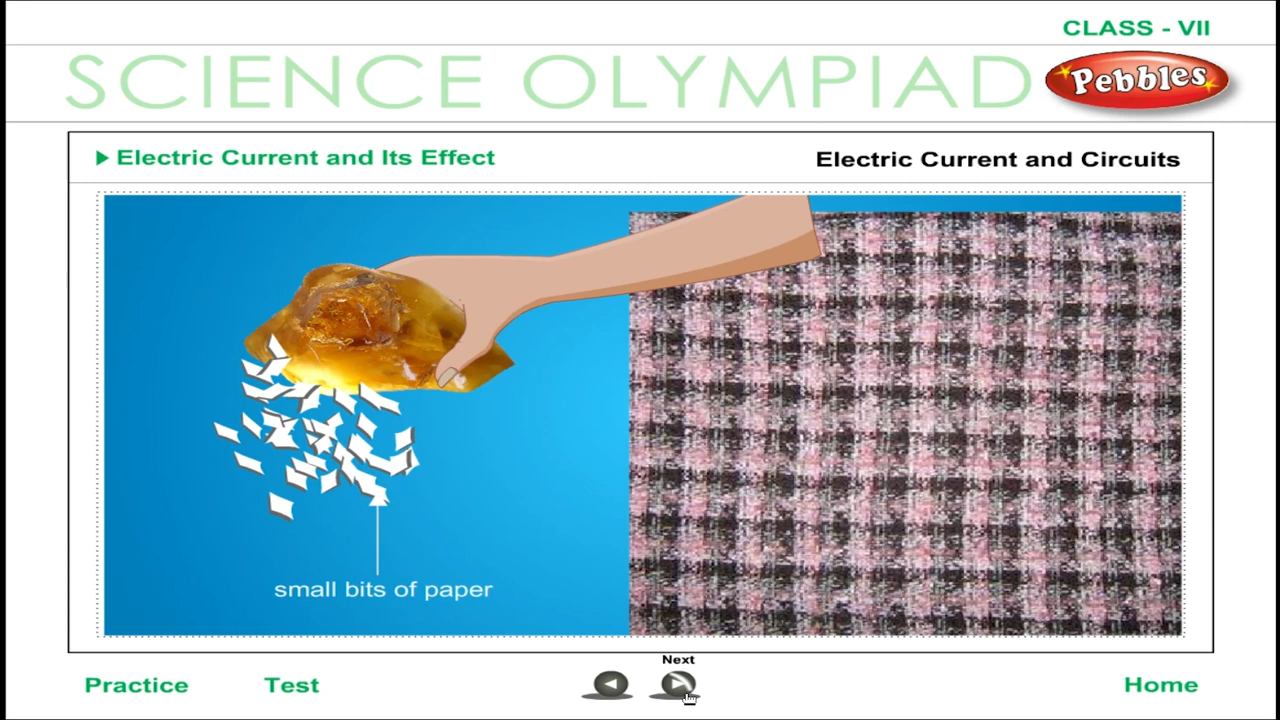 CLASS - VII
SCIENCE OLYMPIAD
Pebbles
Electric Current and Its Effect
Electric Current and Circuits
small bits of paper
Next
Practice
Test
Home